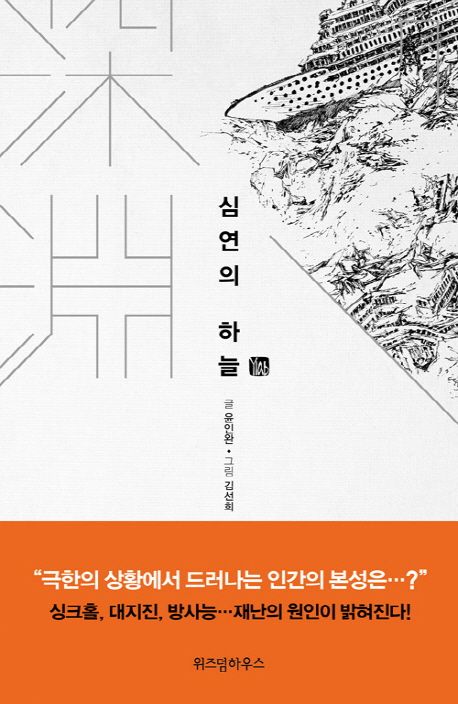 심연의 하늘
글 윤인완 • 그림 김선희
“극한의 상황에서 드러나는 인간의 본성은…?”
싱크홀, 대지진, 방사능…재난의 원인이 밝혀진다!
위즈덤하우스